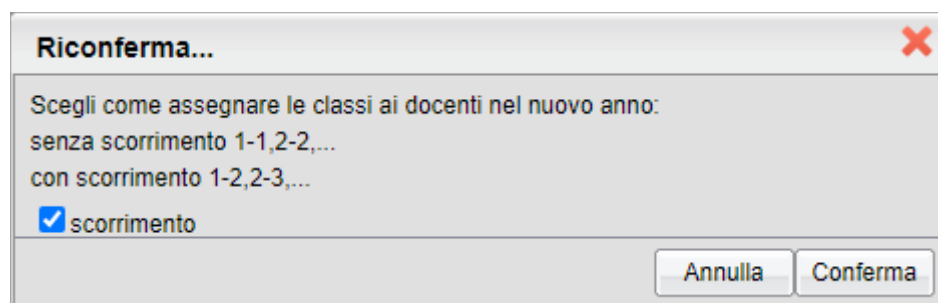 Riconferma...
Scegli come assegnare le classi ai docenti nel nuovo anno:
senza scorrimento 1-1,2-2,...
con scorrimento 1-2,2-3,...
scorrimento
Annulla Conferma